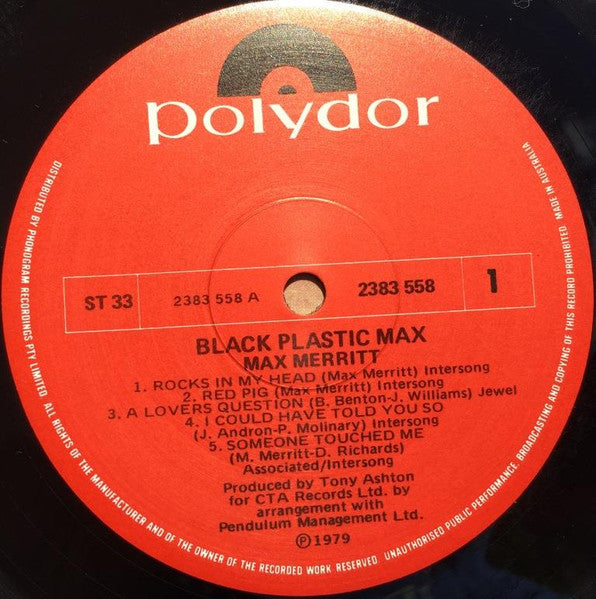 polydor
ST 33
2383 558 A
2383 558
1
BLACK PLASTIC MAX
MAX MERRITT
1. ROCKS IN MY HEAD (Max Merritt) Intersong
2. RED PIG (Max Merritt) Intersong
3. A LOVERS QUESTION (B. Benton-J. Williams) Jewel
4. I COULD HAVE TOLD YOU SO
(J. Andron-P. Molinary) Intersong
5. SOMEONE TOUCHED ME
(M. Merritt-D. Richards)
Associated/Intersong
Produced by Tony Ashton
for CTA Records Ltd. by
arrangement with
Pendulum Management Ltd.
Ⓟ1979
DISTRIBUTED BY PHONOGRAM RECORDINGS PTY LIMITED. ALL RIGHTS OF THE MANUFACTURER AND OF THE OWNER OF THE RECORDED WORK RESERVED. UNAUTHORISED PUBLIC PERFORMANCE, BROADCASTING AND COPYING OF THIS RECORD PROHIBITED MADE IN AUSTRALIA